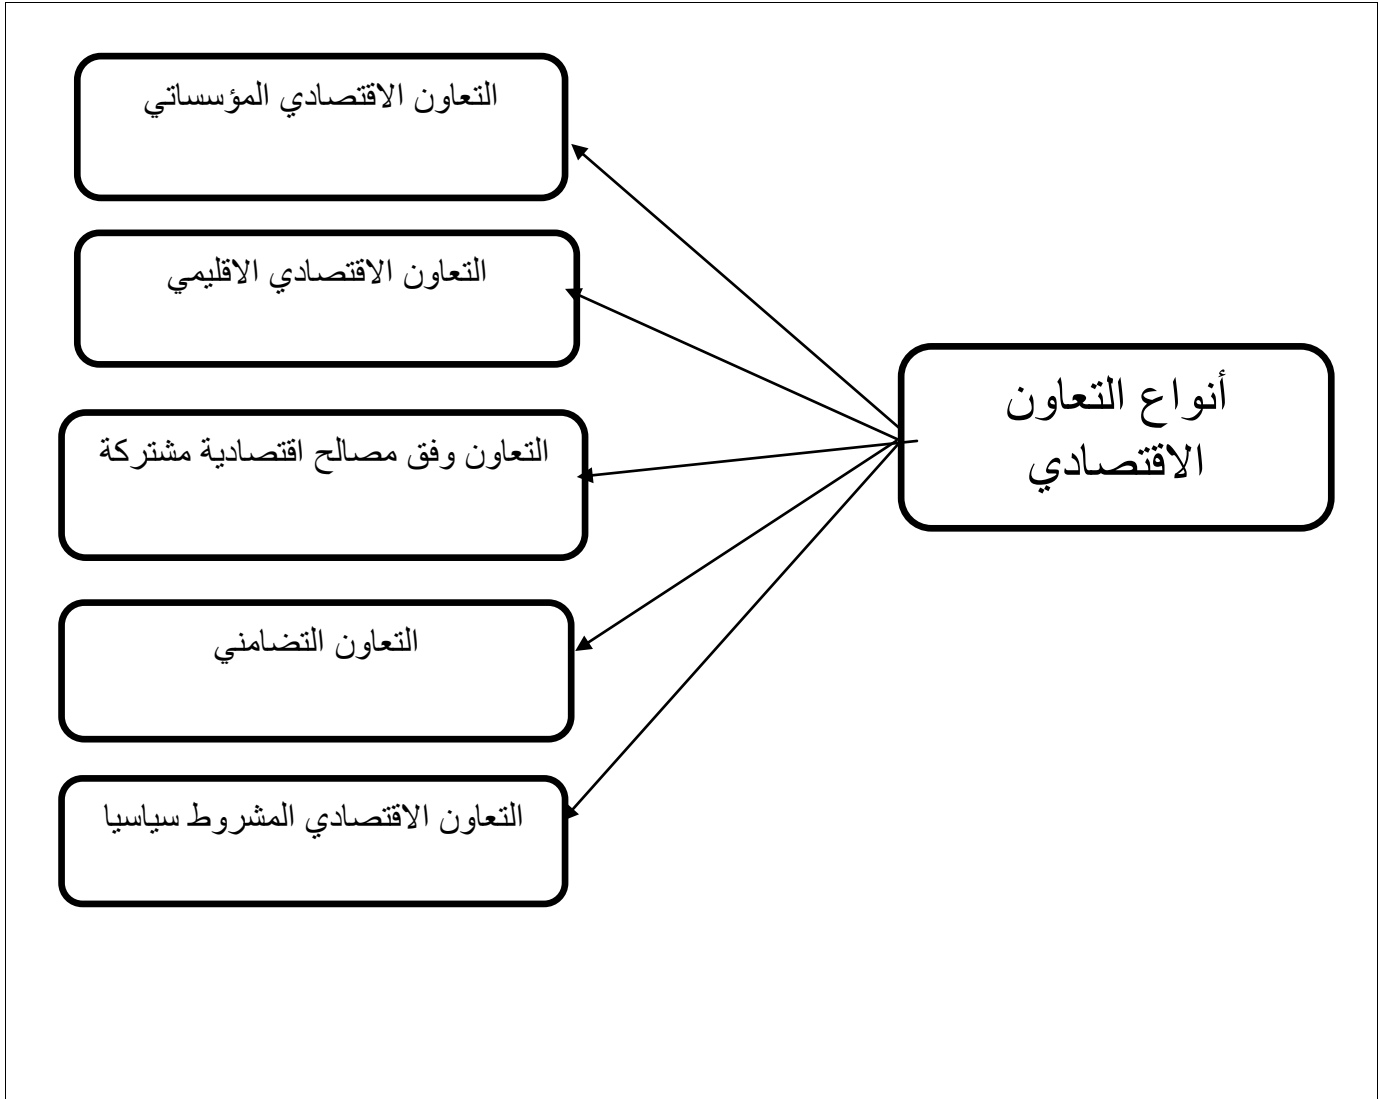 أنواع التعاون
الاقتصادي
التعاون الاقتصادي المؤسساتي
التعاون الاقتصادي الاقليمي
التعاون وفق مصالح اقتصادية مشتركة
التعاون التضامني
التعاون الاقتصادي المشروط سياسيا